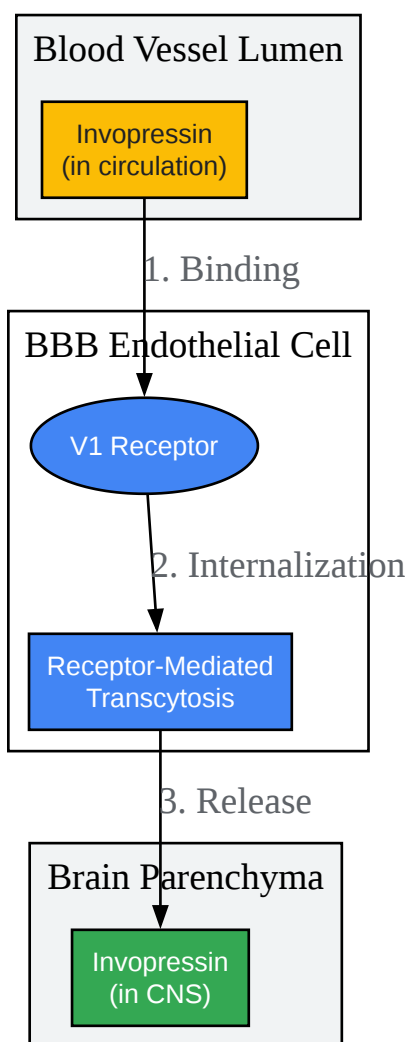 Blood Vessel Lumen
Invopressin
(in circulation)
1. Binding
BBB Endothelial Cell
V1 Receptor
2. Internalization
Receptor-Mediated
Transcytosis
3. Release
Brain Parenchyma
Invopressin
(in CNS)